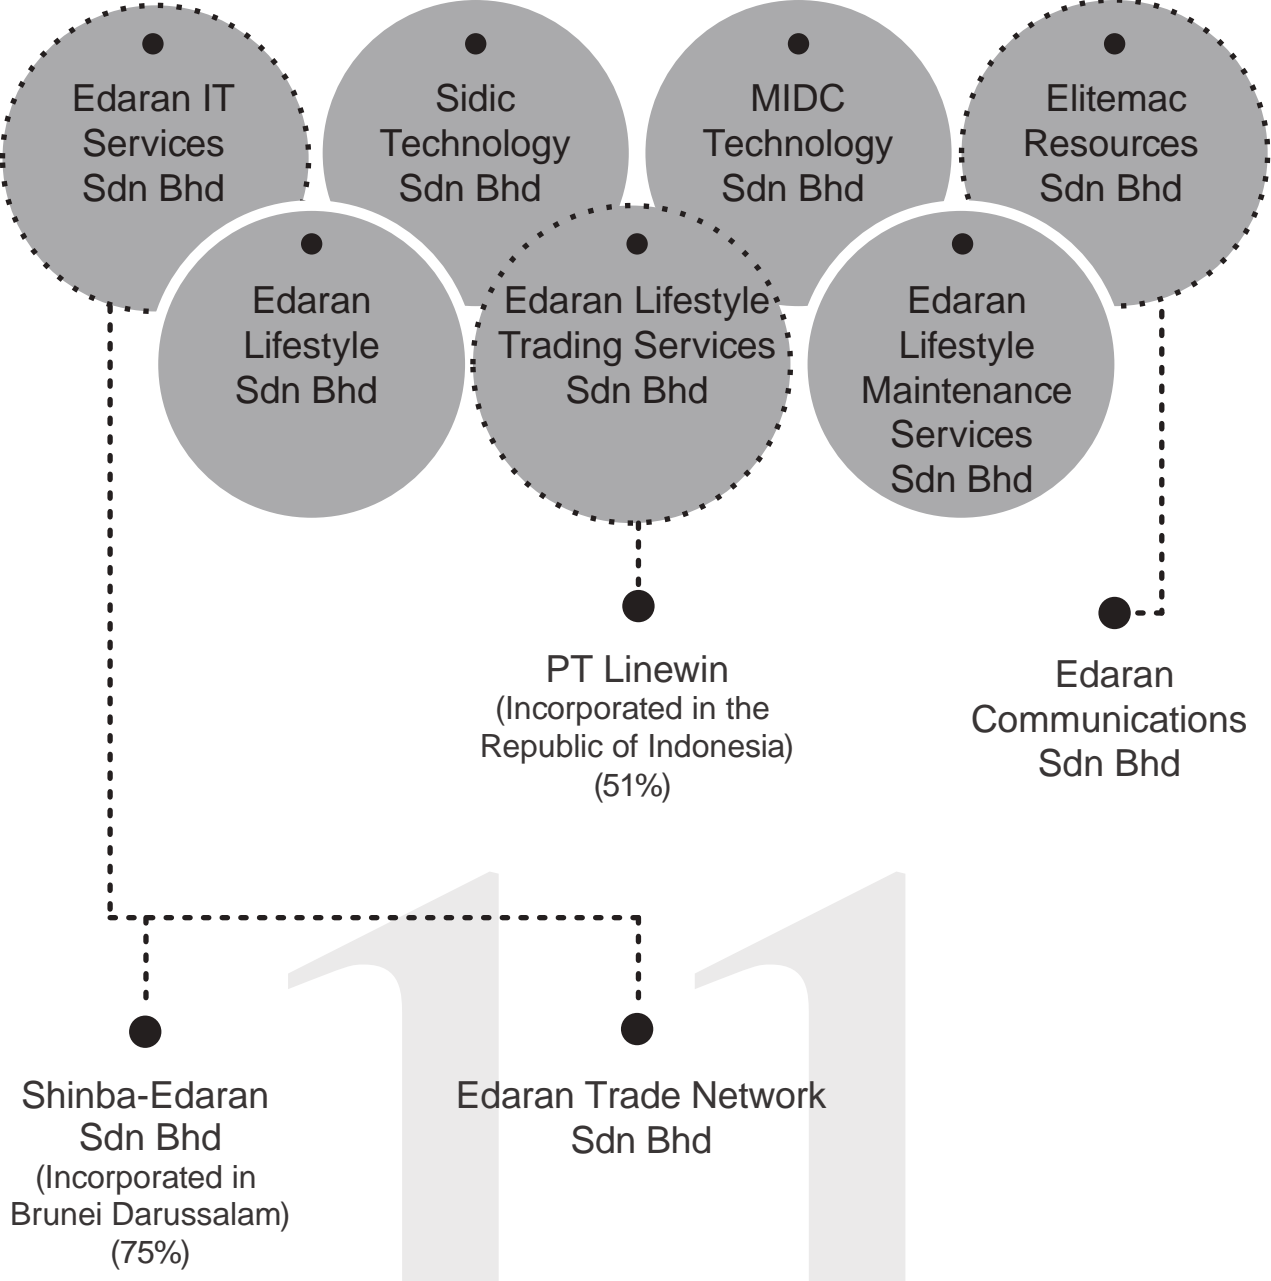 Edaran IT
Services
Sdn Bhd
Sidic
Technology
Sdn Bhd
MIDC
Technology
Sdn Bhd
Elitemac
Resources
Sdn Bhd
Edaran
Lifestyle
Sdn Bhd
Edaran Lifestyle
Trading Services
Sdn Bhd
Edaran
Lifestyle
Maintenance
Services
Sdn Bhd
PT Linewin
(Incorporated in the
Republic of Indonesia)
(51%)
Edaran
Communications
Sdn Bhd
Shinba-Edaran
Sdn Bhd
(Incorporated in
Brunei Darussalam)
(75%)
Edaran Trade Network
Sdn Bhd
11